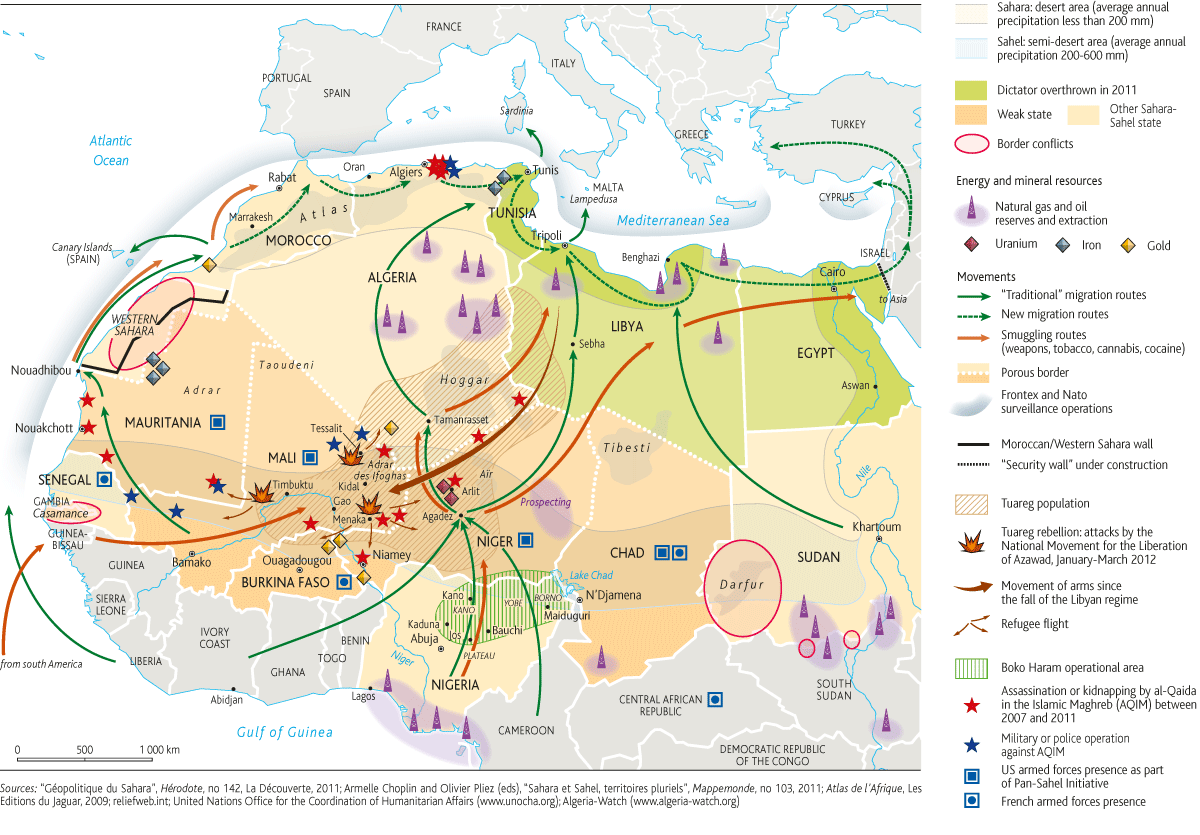 FRANCE
ITALY
PORTUGAL
SPAIN
Sardinia
GREECE
TURKEY
Atlantic
Ocean
Oran
Algiers
Tunis
Rabat
MALTA
Lampedusa
CYPRUS
Marrakesh
Atlas
TUNISIA
Mediterranean Sea
MOROCCO
Tripoli
Canary Islands
(SPAIN)
Benghazi
ISRAEL
Cairo
to Asia
ALGERIA
WESTERN
SAHARA
LIBYA
Sebha
EGYPT
Nouadhibou
Taoudeni
Hoggar
Aswan
Adrar
Tamanrasset
Nouakchott
MAURITANIA
Tessalit
MALI
Adrar
des Ifoghas
Tibesti
Kidal
Aïr
Nile
SENEGAL
Timbuktu
Arlit
Gao
Prospecting
GAMBIA
Casamance
Menaka
Agadez
Khartoum
GUINEA-
BISSAU
NIGER
CHAD
SUDAN
Bamako
Ouagadougou
Niamey
GUINEA
BURKINA FASO
Lake Chad
Darfur
N'Djamena
Kano
KANO
YOBE
BORNO
Maiduguri
SIERRA
LEONE
Kaduna
Abuja
Jos
Bauchi
IVORY
COAST
BENIN
PLATEAU
TOGO
Niger
from south America
LIBERIA
GHANA
NIGERIA
SOUTH
SUDAN
Abidjan
Lagos
CENTRAL AFRICAN
REPUBLIC
Gulf of Guinea
CAMEROON
DEMOCRATIC REPUBLIC
OF THE CONGO
0 500 1 000 km
Sahara: desert area (average annual
precipitation less than 200 mm)
Sahel: semi-desert area (average annual
precipitation 200-600 mm)
Dictator overthrown in 2011
Weak state
Other Sahara-
Sahel state
Border conflicts
Energy and mineral resources
Natural gas and oil
reserves and extraction
Uranium
Iron
Gold
Movements
"Traditional" migration routes
New migration routes
Smuggling routes
(weapons, tobacco, cannabis, cocaine)
Porous border
Frontex and Nato
surveillance operations
Moroccan/Western Sahara wall
"Security wall" under construction
Tuareg population
Tuareg rebellion: attacks by the
National Movement for the Liberation
of Azawad, January-March 2012
Movement of arms since
the fall of the Libyan regime
Refugee flight
Boko Haram operational area
Assassination or kidnapping by al-Qaida
in the Islamic Maghreb (AQIM) between
2007 and 2011
Military or police operation
against AQIM
US armed forces presence as part
of Pan-Sahel Initiative
French armed forces presence
Sources: "Géopolitique du Sahara", Hérodote, no 142, La Découverte, 2011; Armelle Choplin and Olivier Pliez (eds), "Sahara et Sahel, territoires pluriels", Mappemonde, no 103, 2011; Atlas de l'Afrique, Les
Editions du Jaguar, 2009; reliefweb.int; United Nations Office for the Coordination of Humanitarian Affairs (www.unocha.org); Algeria-Watch (www.algeria-watch.org)